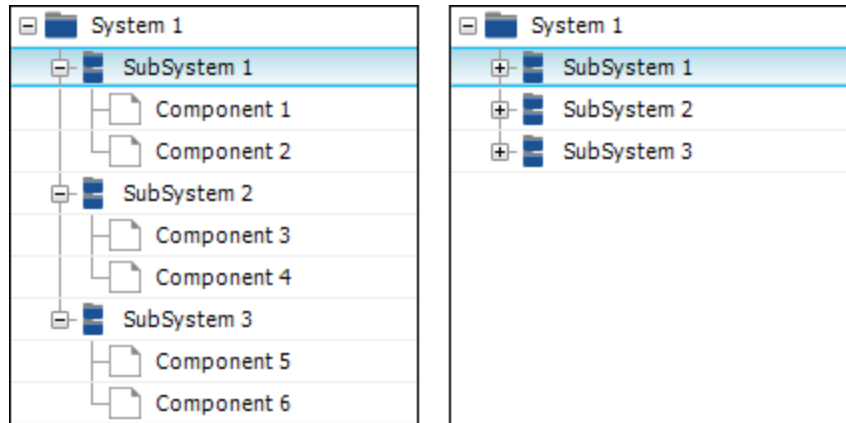 System 1
SubSystem 1
Component 1
Component 2
SubSystem 2
Component 3
Component 4
SubSystem 3
Component 5
Component 6
System 1
SubSystem 1
SubSystem 2
SubSystem 3